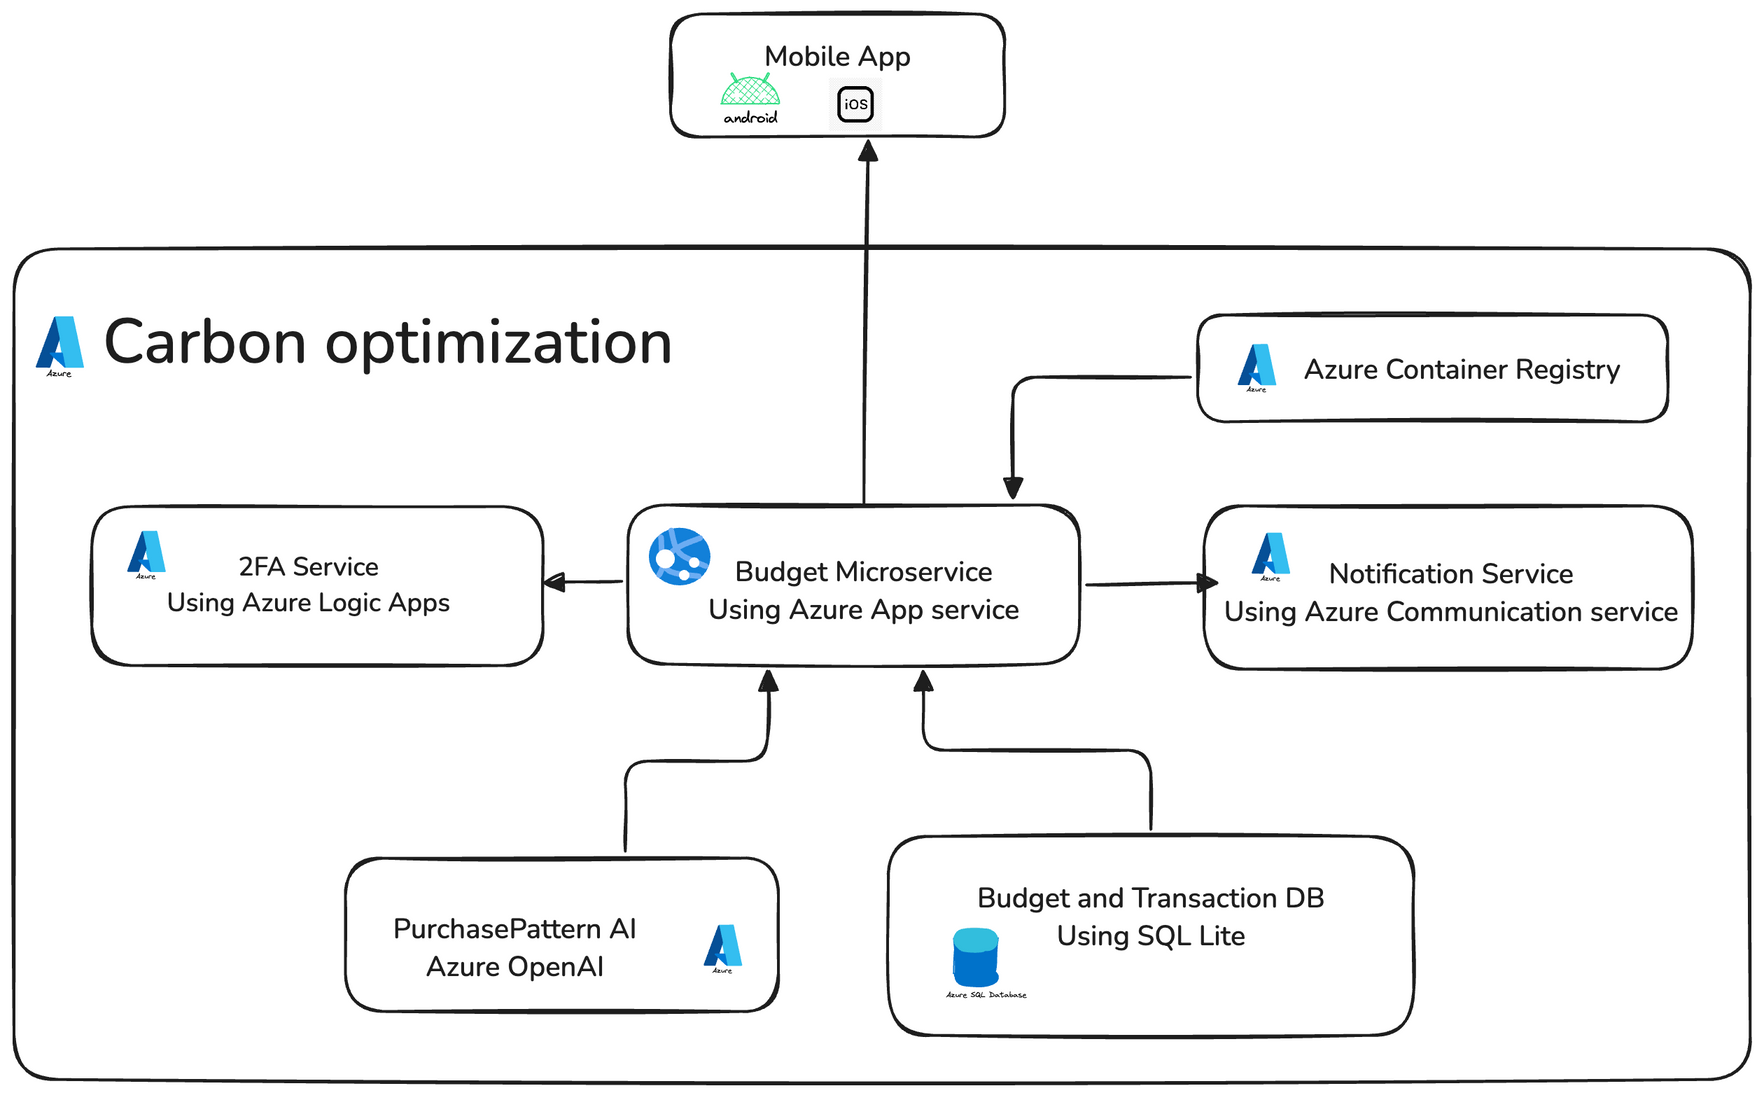 Mobile App
android
iOS
Azure
Carbon optimization
Azure
Azure Container Registry
Azure
2FA Service
Using Azure Logic Apps
Budget Microservice
Using Azure App service
Azure
Notification Service
Using Azure Communication service
PurchasePattern AI
Azure OpenAI
Azure
Budget and Transaction DB
Using SQL Lite
Azure SQL Database